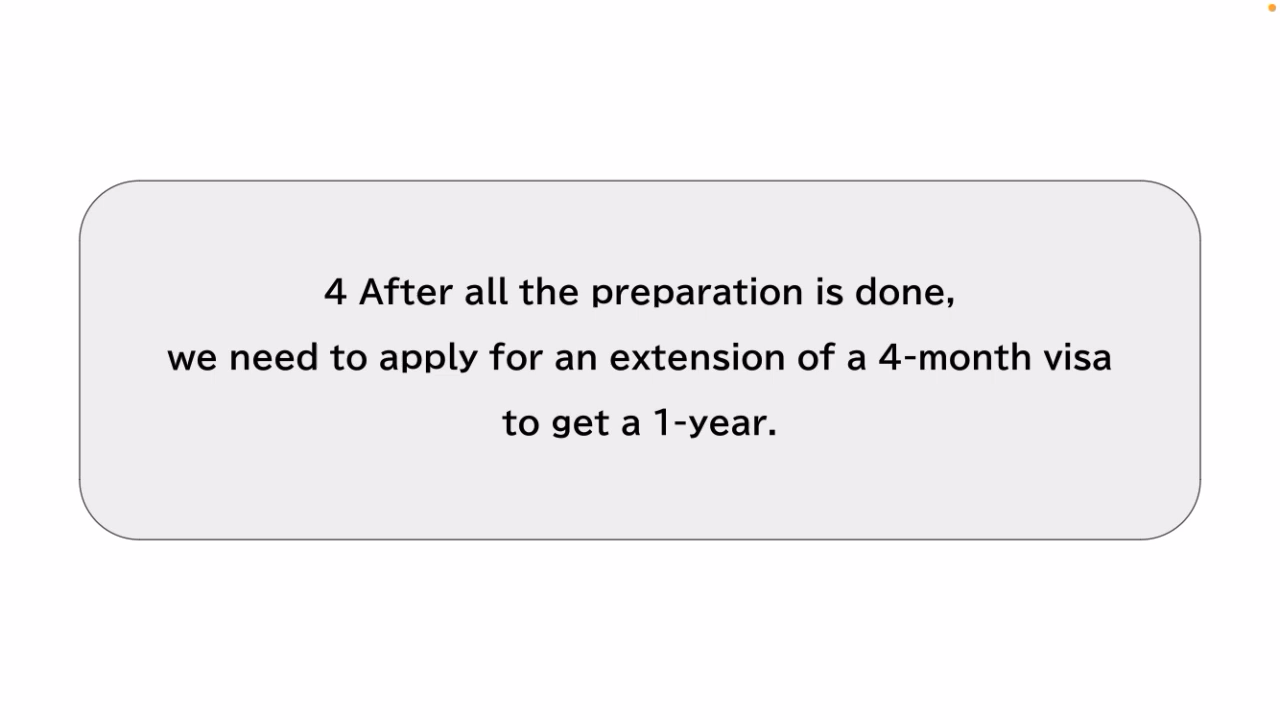 4 After all the preparation is done,
we need to apply for an extension of a 4-month visa
to get a 1-year.